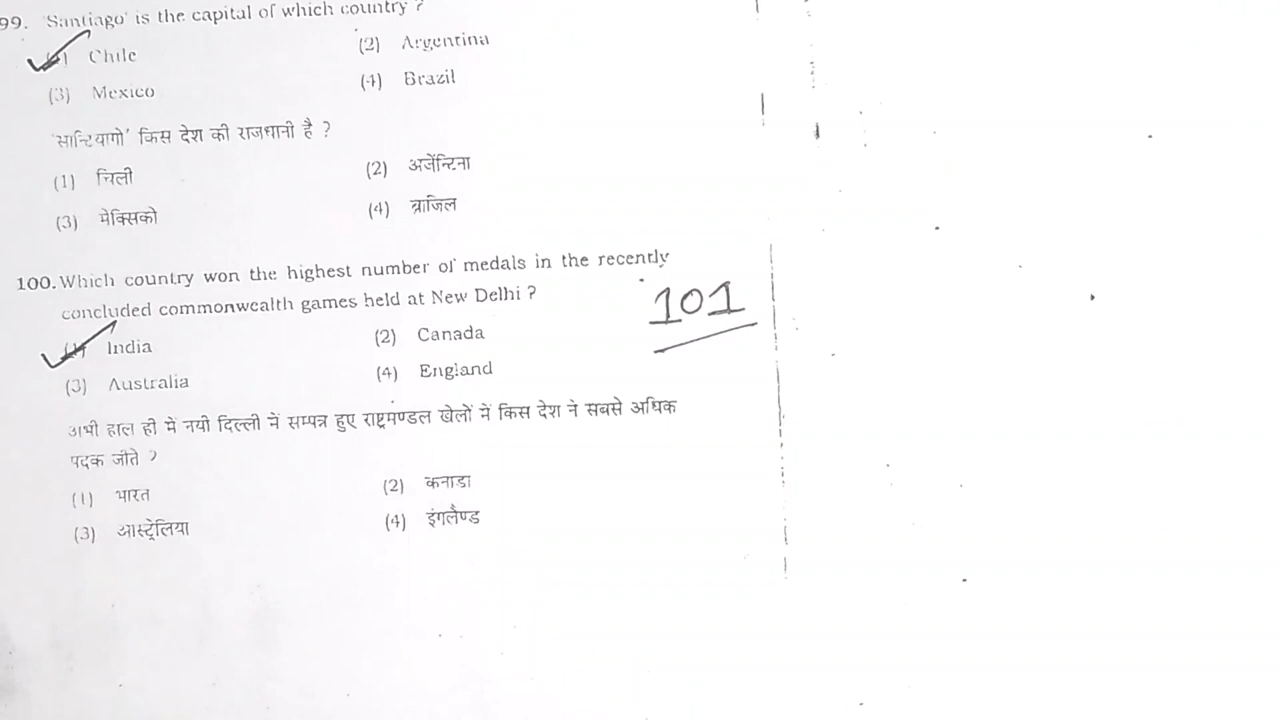 99. 'Santiago' is the capital of which country ?
(1) Chile (2) Argentina
(3) Mexico (4) Brazil
'सान्टियागो' किस देश की राजधानी है ?
(1) चिली (2) अर्जेन्टिना
(3) मेक्सिको (4) ब्राजिल
100. Which country won the highest number of medals in the recently
concluded commonwealth games held at New Delhi ?
101
(1) India (2) Canada
(3) Australia (4) England
अभी हाल ही में नयी दिल्ली में सम्पन्न हुए राष्ट्रमण्डल खेलों में किस देश ने सबसे अधिक
पदक जीते ?
(1) भारत (2) कनाडा
(3) आस्ट्रेलिया (4) इंगलैण्ड